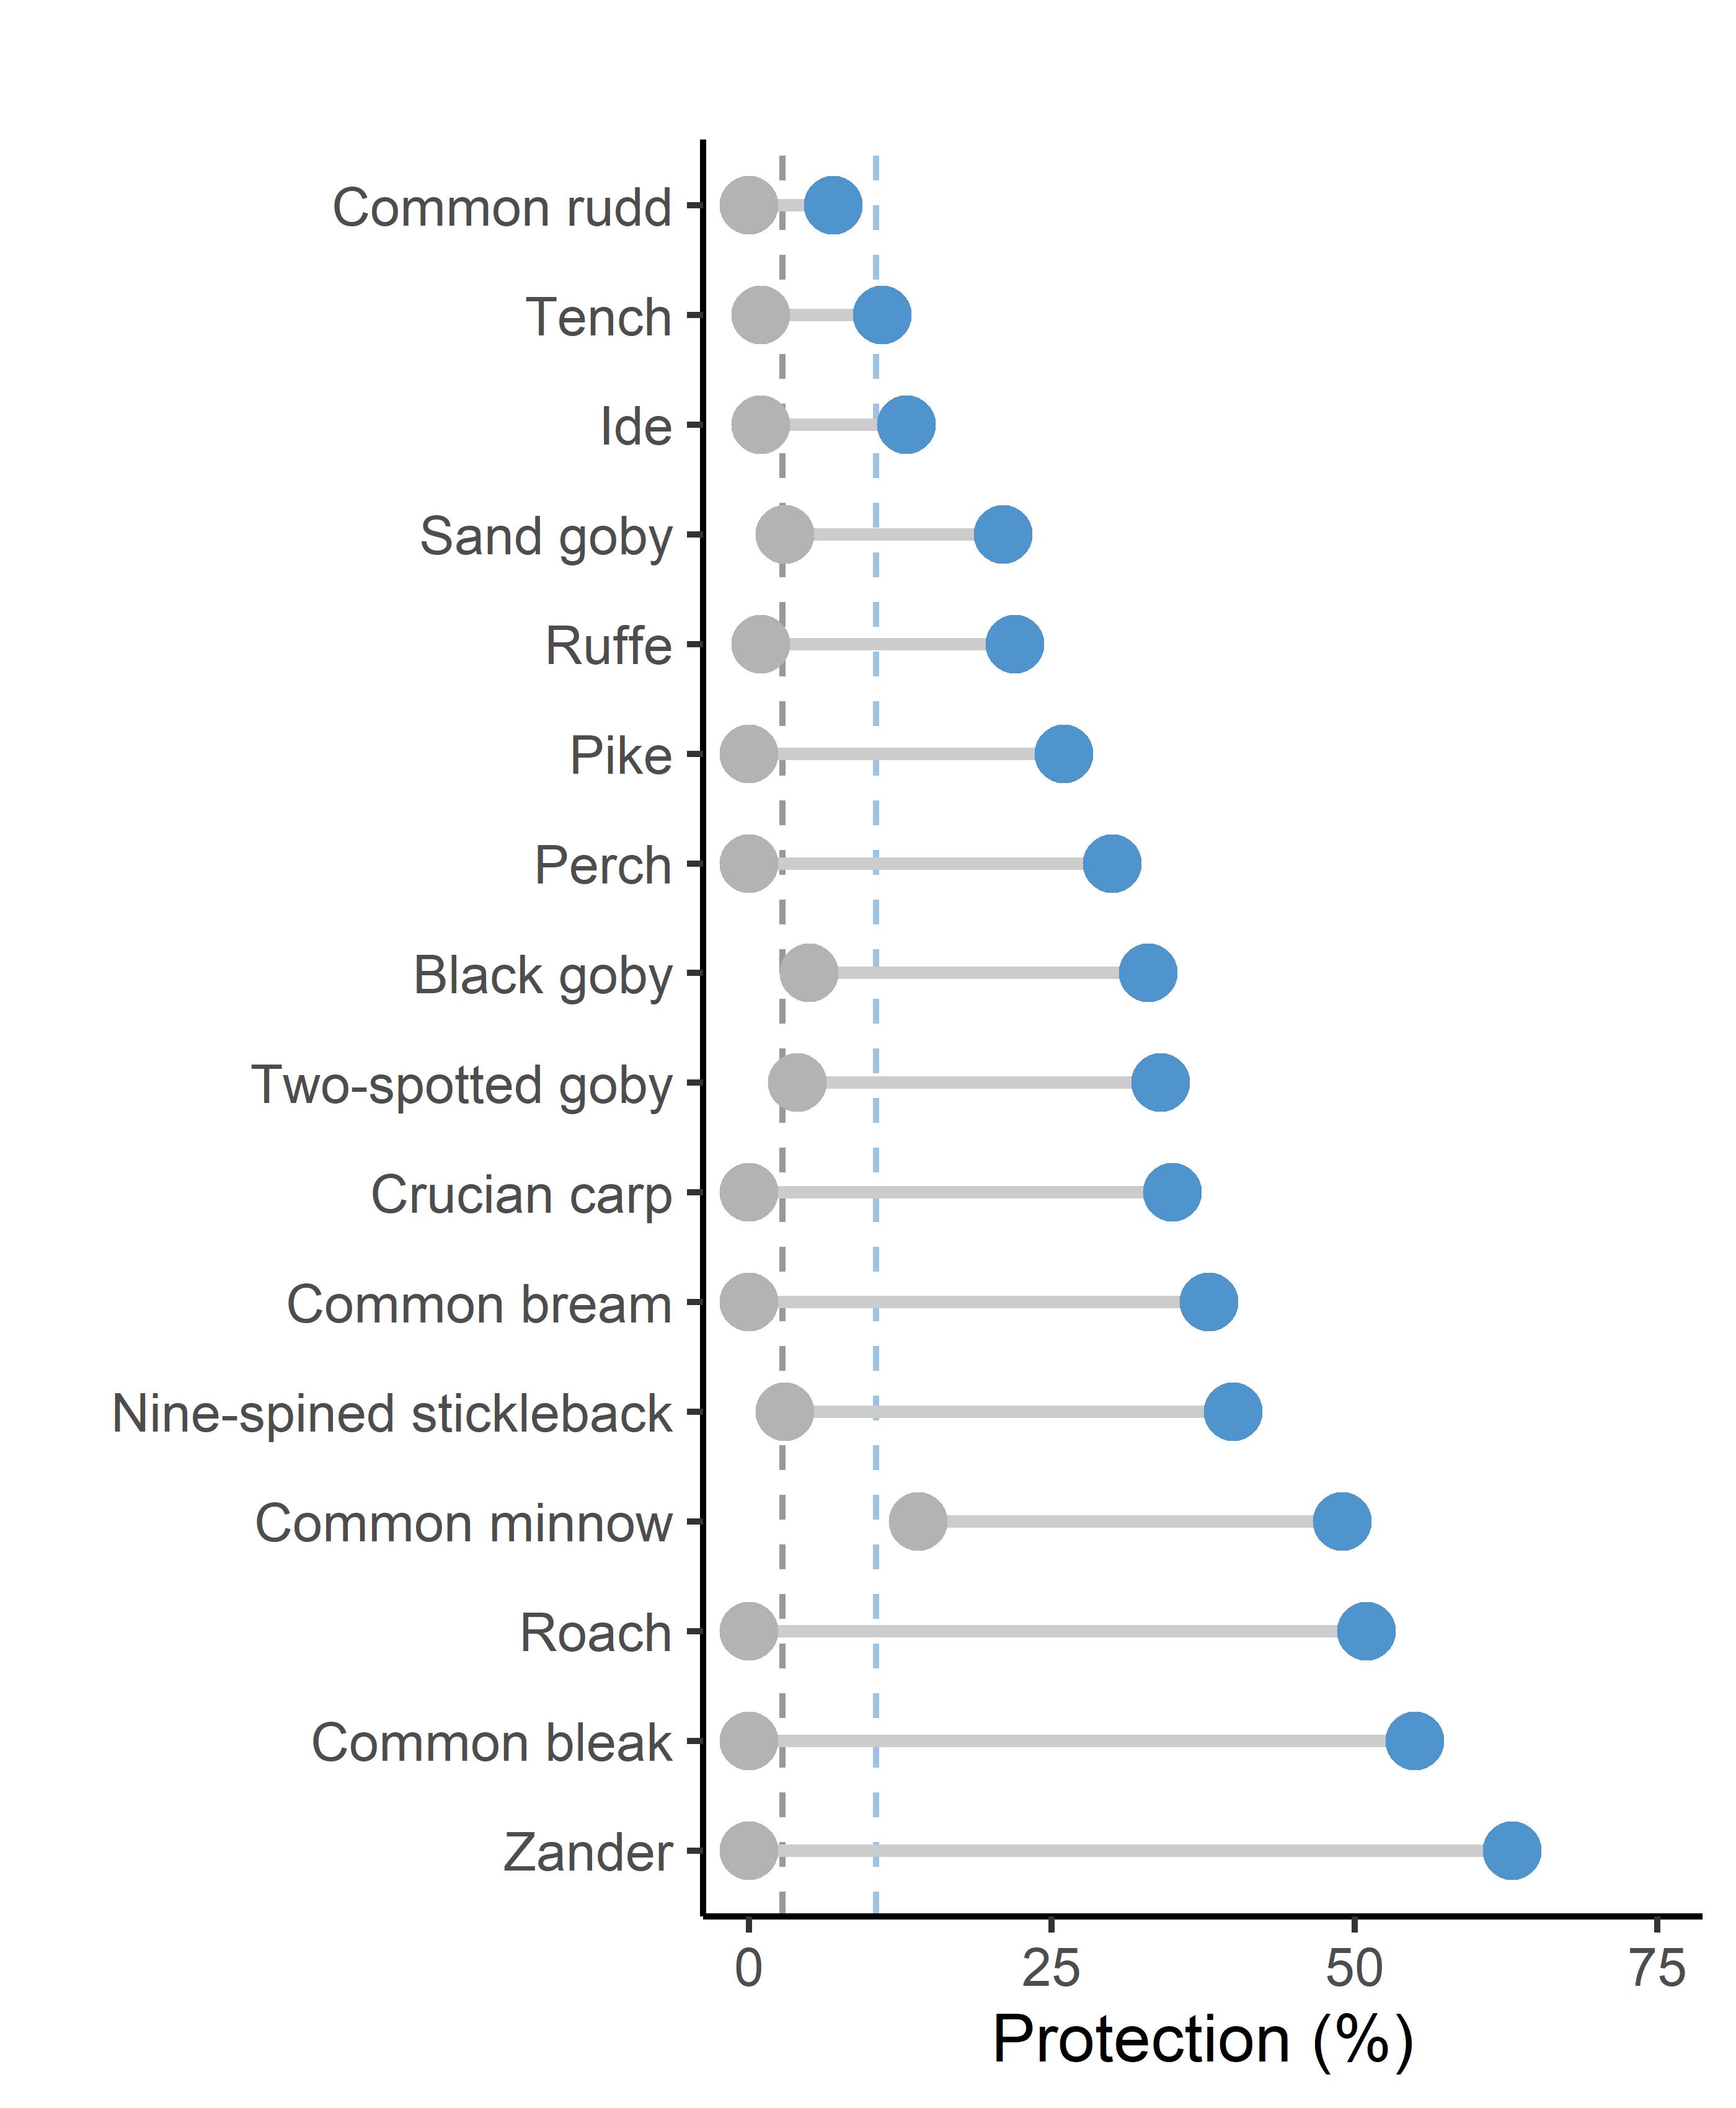 Common rudd
Tench
Ide
Sand goby
Ruffe
Pike
Perch
Black goby
Two-spotted goby
Crucian carp
Common bream
Nine-spined stickleback
Common minnow
Roach
Common bleak
Zander
0 25 50 75
Protection (%)